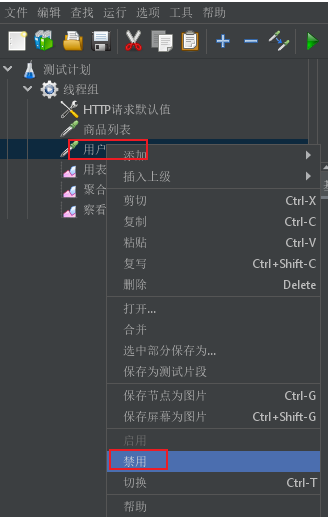 文件 编辑 查找 运行 选项 工具 帮助
测试计划
线程组
HTTP请求默认值
商品列表
用户
用表
聚合
察看
添加
插入上级
剪切 Ctrl-X
复制 Ctrl-C
粘贴 Ctrl-V
复写 Ctrl+Shift-C
删除 Delete
打开...
合并
选中部分保存为...
保存为测试片段
保存节点为图片 Ctrl-G
保存屏幕为图片 Ctrl+Shift-G
启用
禁用
切换 Ctrl-T
帮助